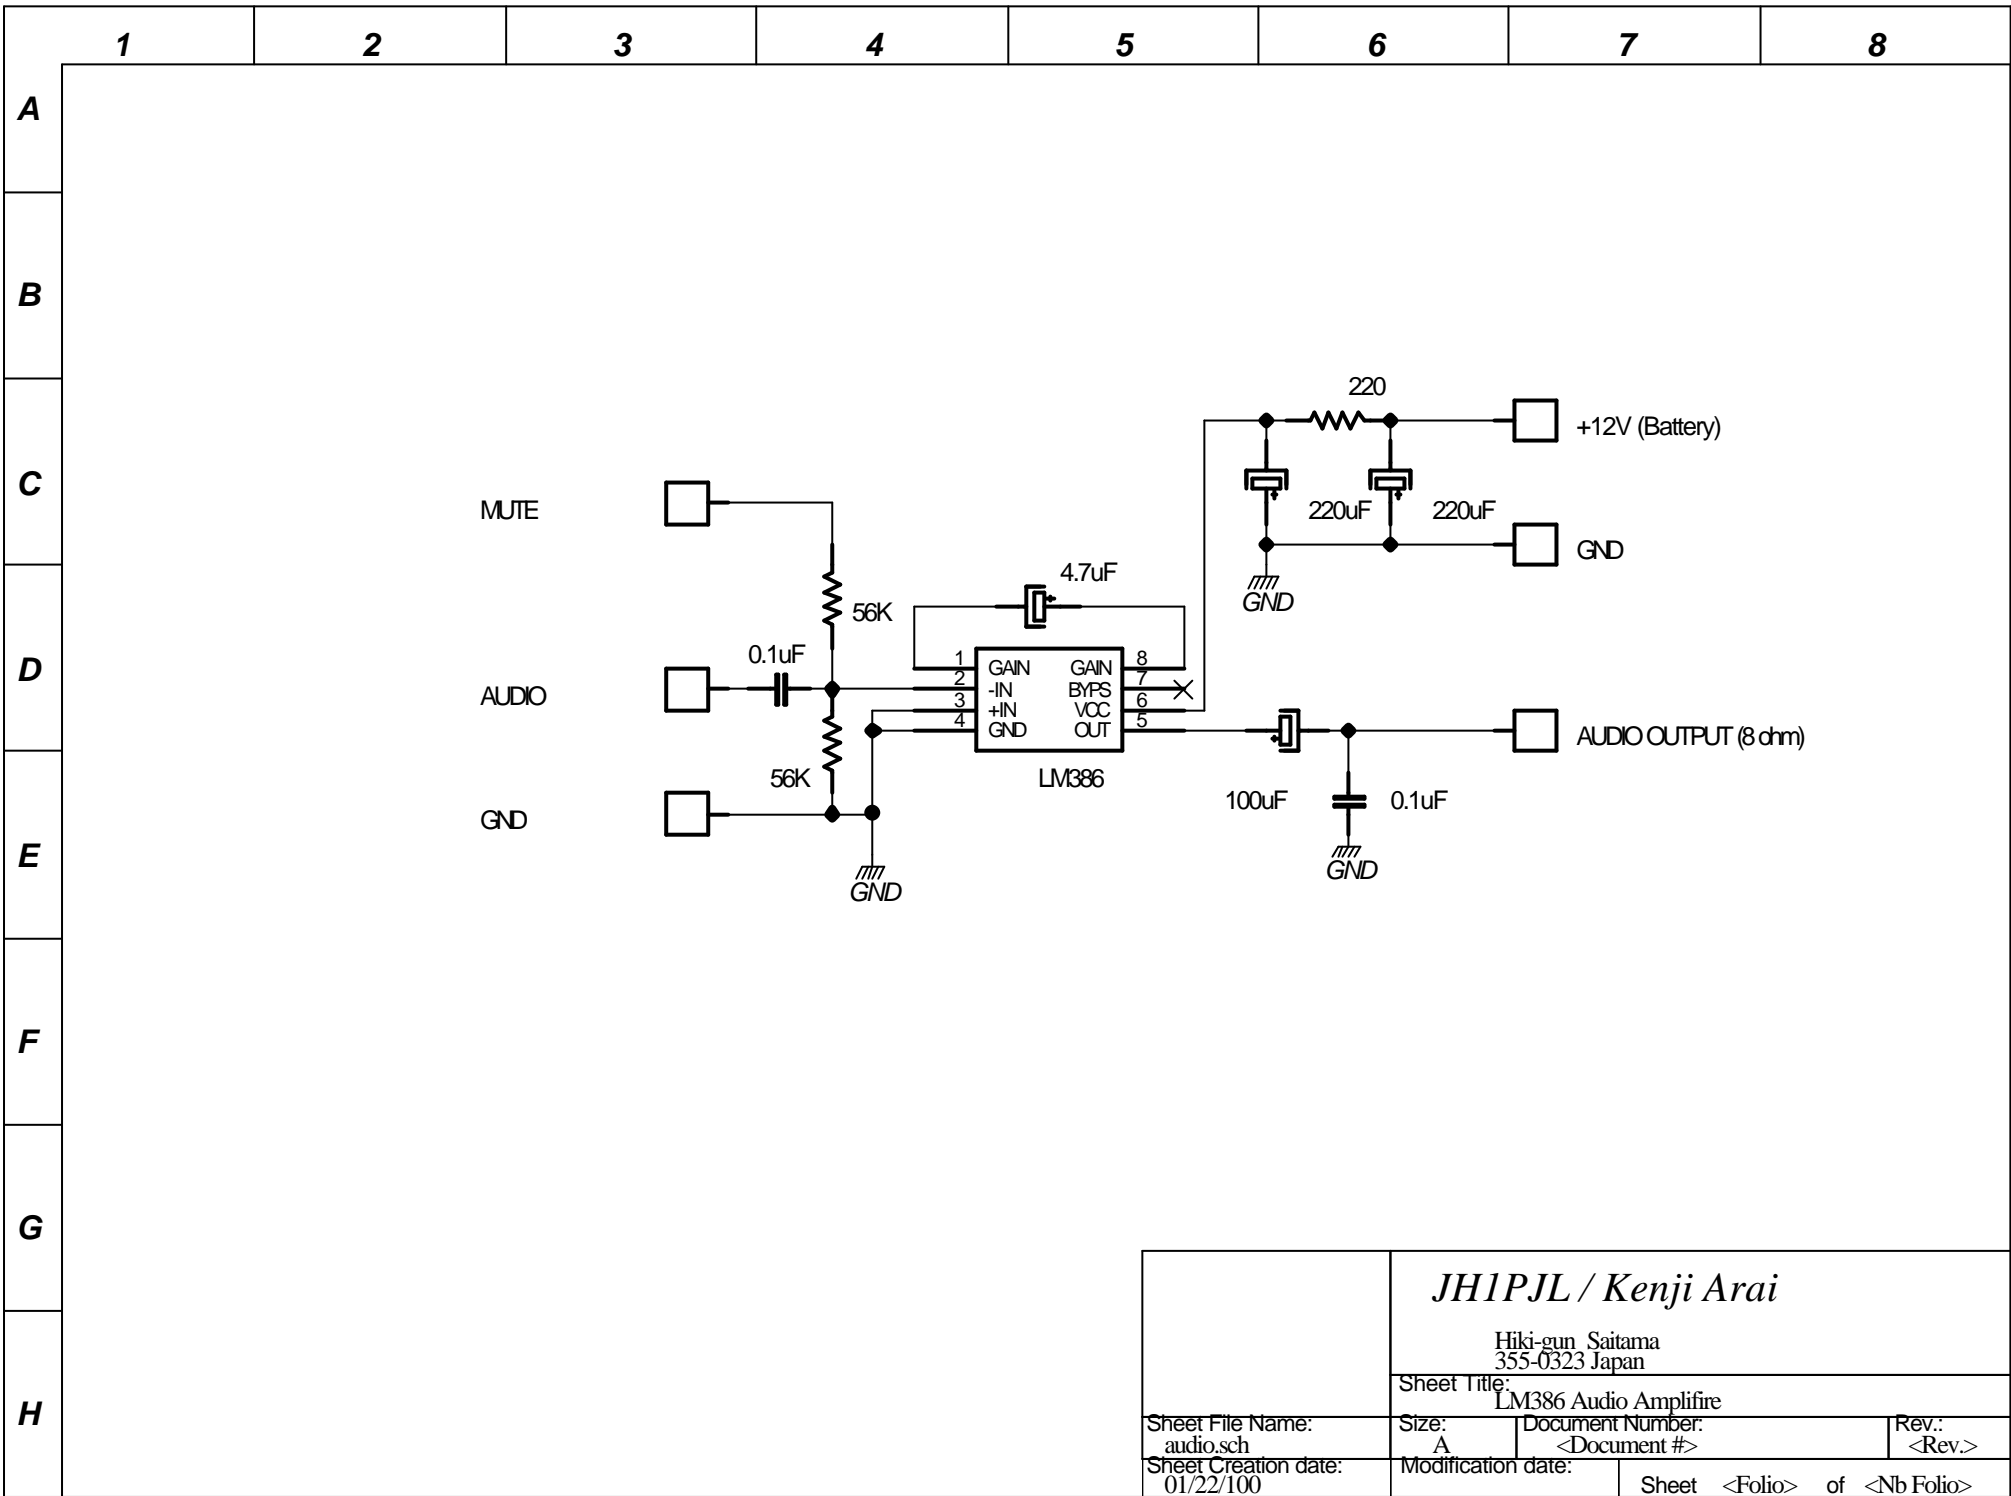 1 2 3 4 5 6 7 8
A
B
C
D
E
F
G
H
220
+12V (Battery)
MUTE
220uF 220uF
GND
4.7uF
GND
56K
0.1uF
1 GAIN GAIN 8
2 -IN BYPS 7
3 +IN VCC 6
4 GND OUT 5
AUDIO
AUDIO OUTPUT (8 ohm)
56K
LM386
100uF 0.1uF
GND
GND
GND
JH1PJL / Kenji Arai
Hiki-gun Saitama
355-0323 Japan
Sheet Title:
LM386 Audio Amplifire
Sheet File Name: Size: Document Number: Rev.:
audio.sch A <Document #> <Rev.>
Sheet Creation date: Modification date:
01/22/100 Sheet <Folio> of <Nb Folio>